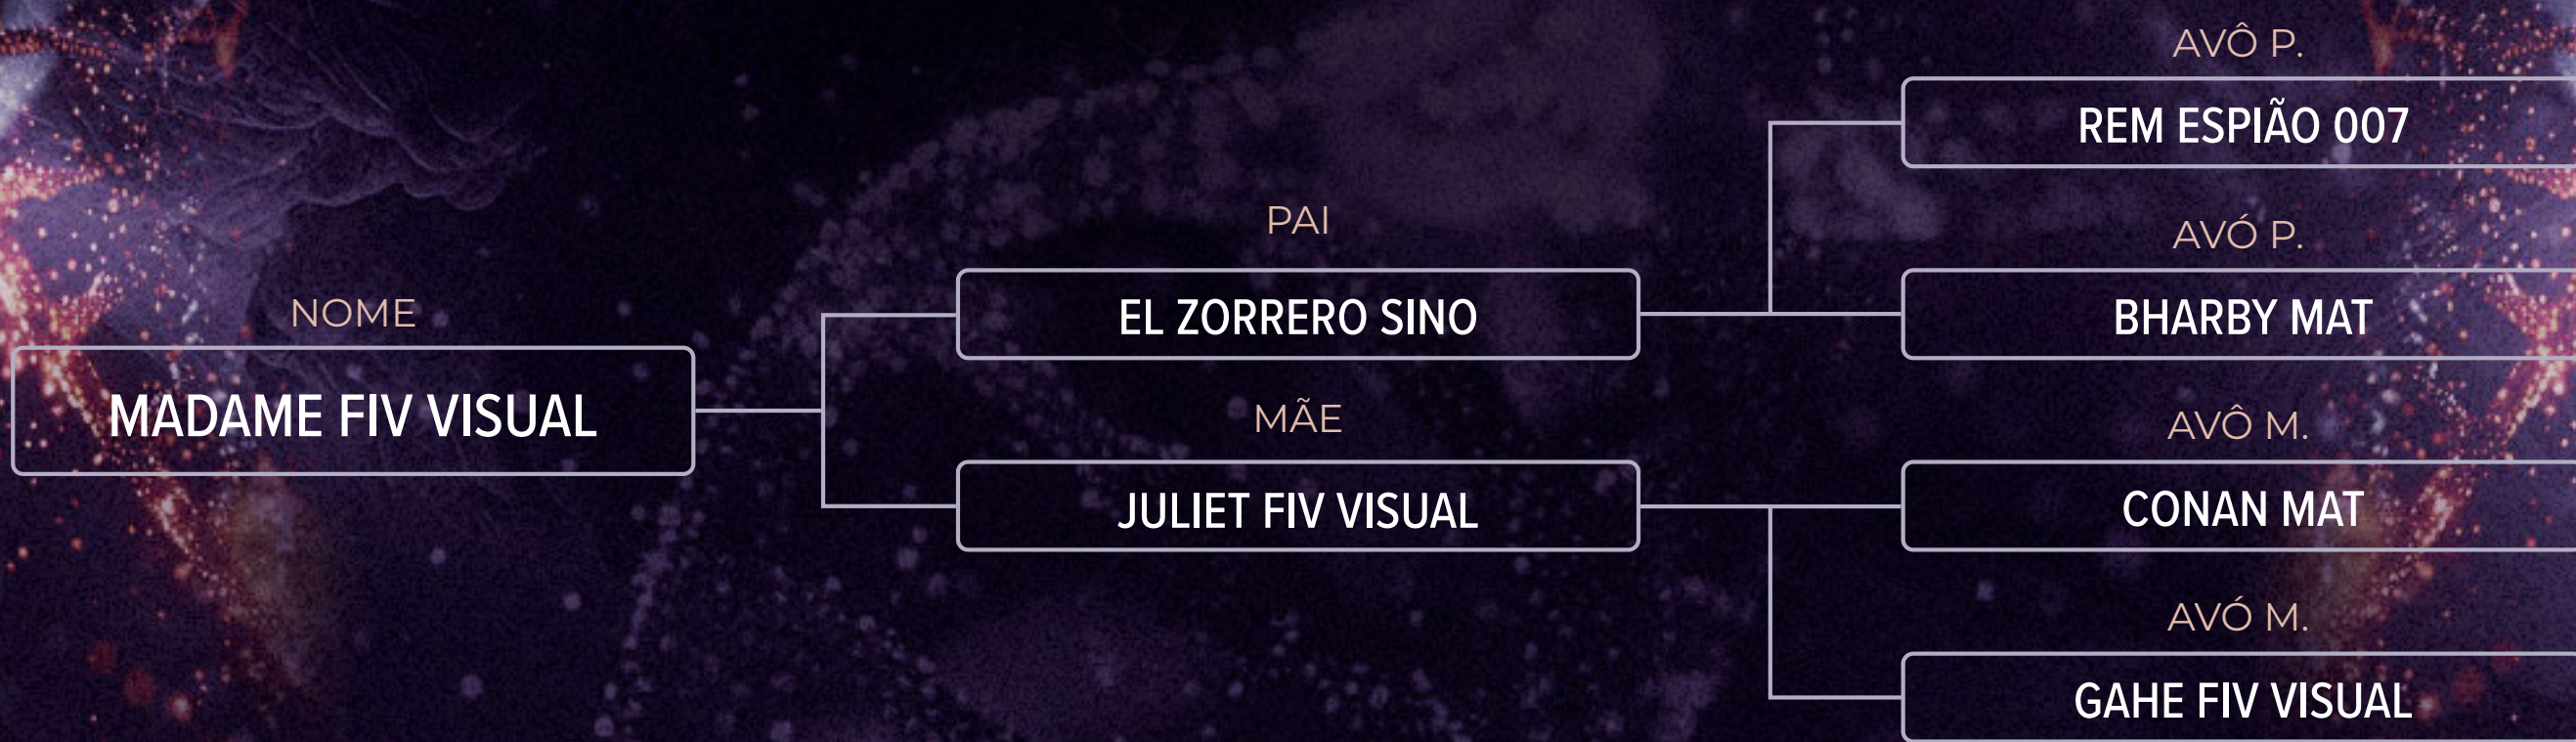 NOME
MADAME FIV VISUAL
PAI
EL ZORRERO SINO
MÃE
JULIET FIV VISUAL
AVÔ P.
REM ESPIÃO 007
AVÓ P.
BHARBY MAT
AVÔ M.
CONAN MAT
AVÓ M.
GAHE FIV VISUAL